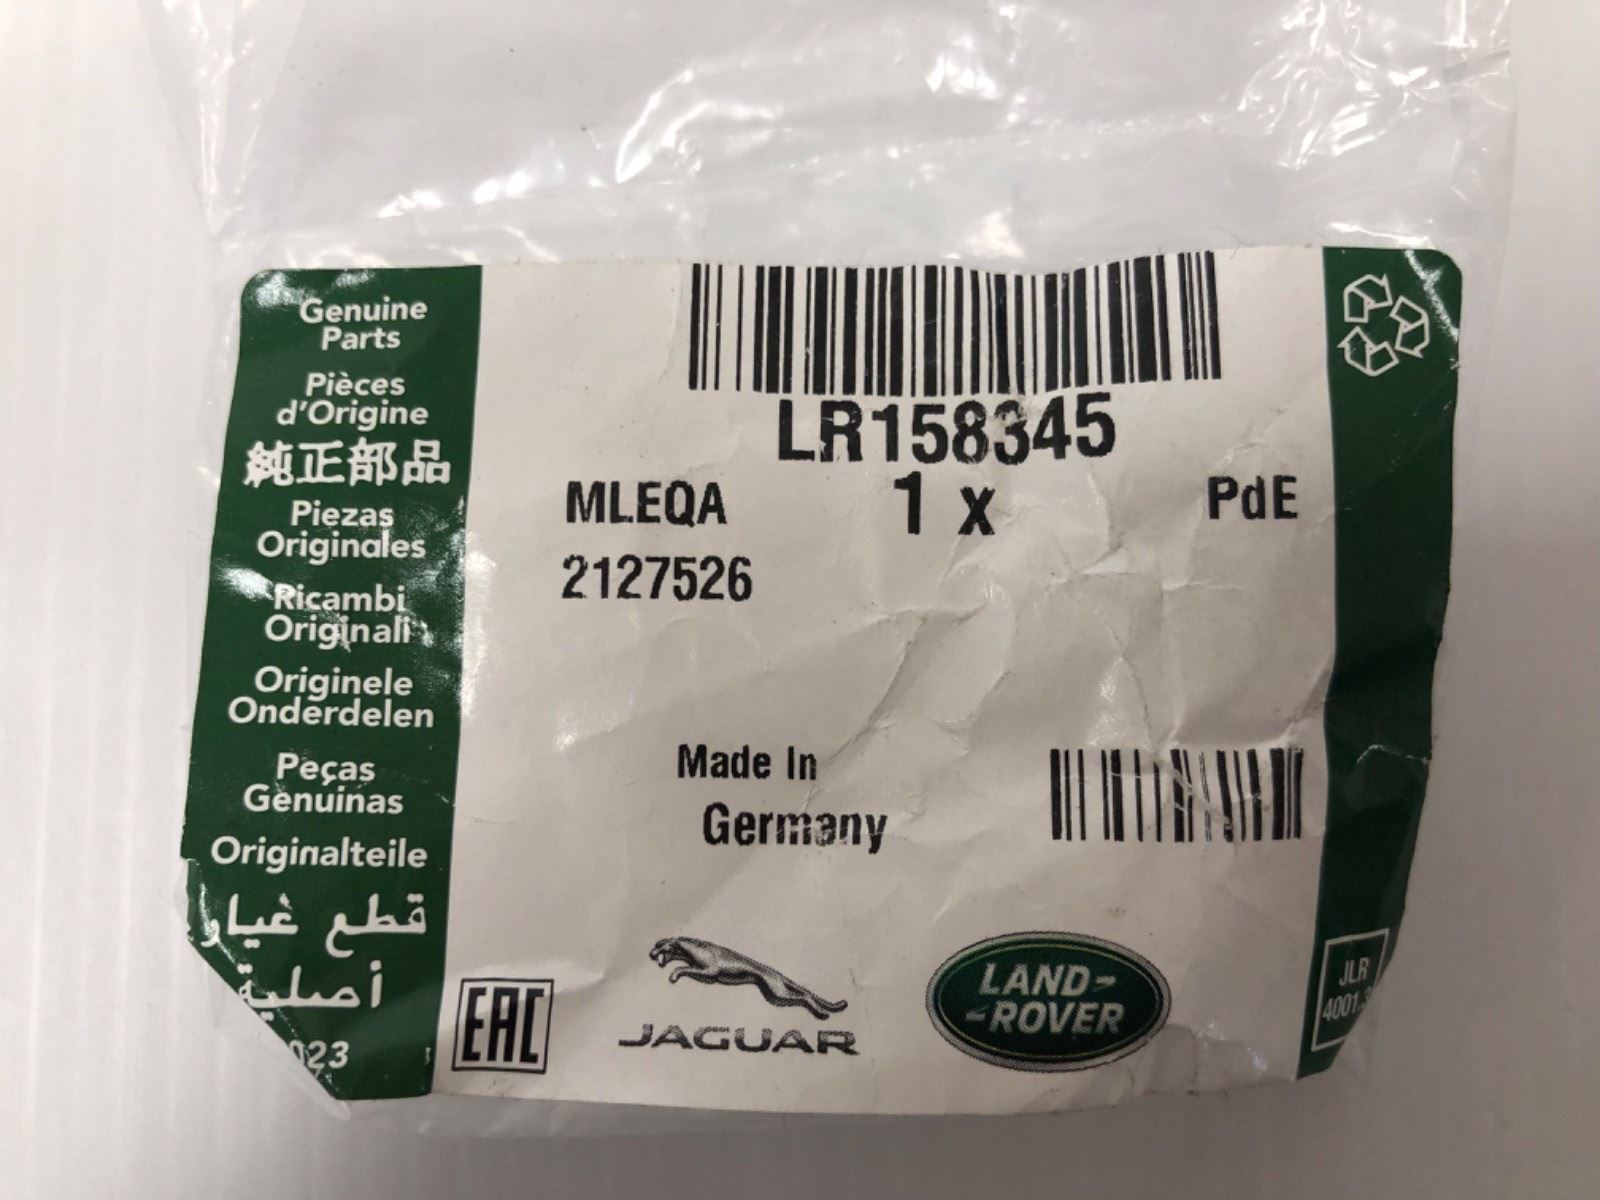 Genuine
Parts
Pièces
d'Origine
純正部品
Piezas
Originales
Ricambi
Originali
Originele
Onderdelen
Peças
Genuinas
Originalteile
قطع غيار
أصلية
LR158345
MLEQA 1 x PdE
2127526
Made In
Germany
EAC
JAGUAR
LAND-
-ROVER
JLR